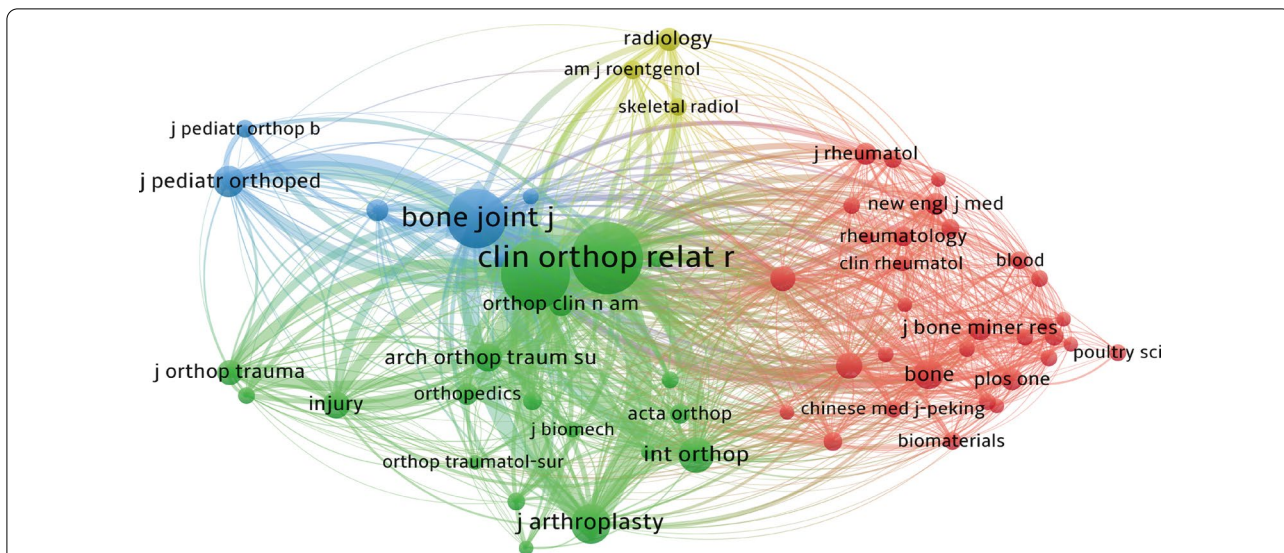 radiology
am j roentgenol
skeletal radiol
j pediatr orthop b
j rheumatol
j pediatr orthoped
new engl j med
bone joint j
rheumatology
clin orthop relat r
clin rheumatol
blood
orthop clin n am
j bone miner res
poultry sci
arch orthop traum su
j orthop trauma
bone
plos one
orthopedics
injury
chinese med j-peking
acta orthop
j biomech
biomaterials
int orthop
orthop traumatol-sur
j arthroplasty